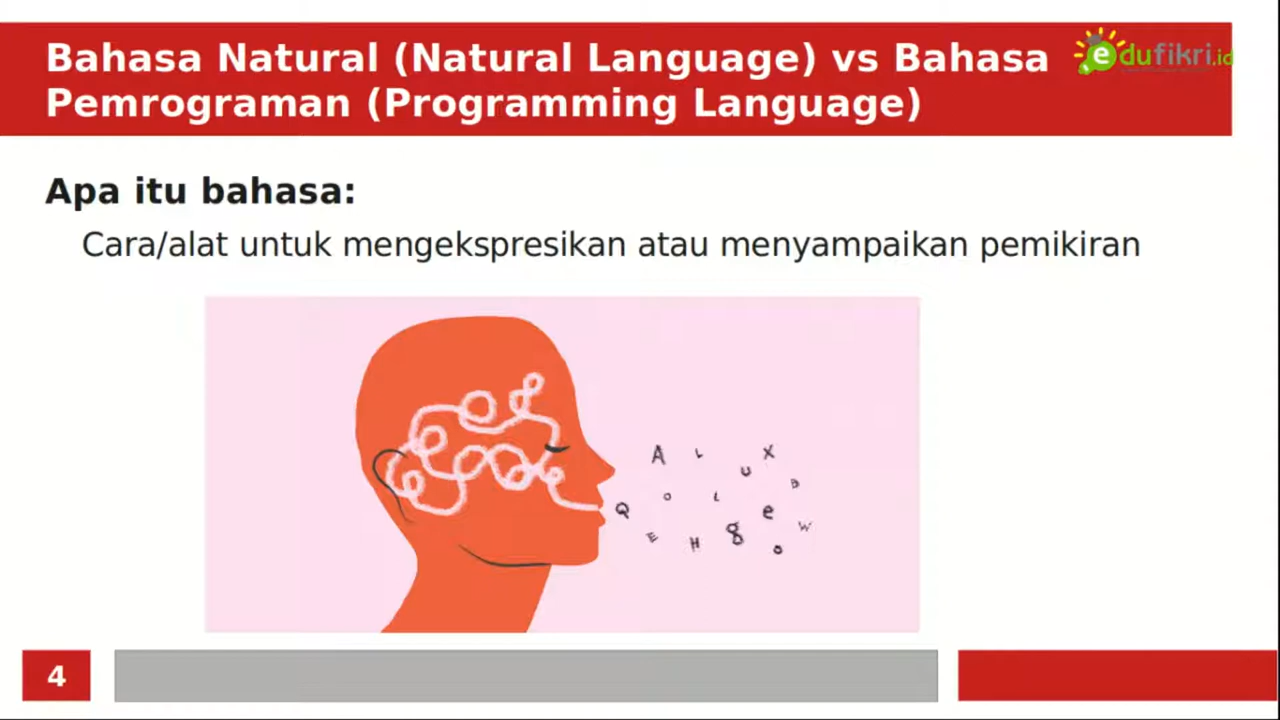 Bahasa Natural (Natural Language) vs Bahasa
Pemrograman (Programming Language)
edufikri.id
Apa itu bahasa:
Cara/alat untuk mengekspresikan atau menyampaikan pemikiran
A L U X B
Q O L e W
E H g o
4